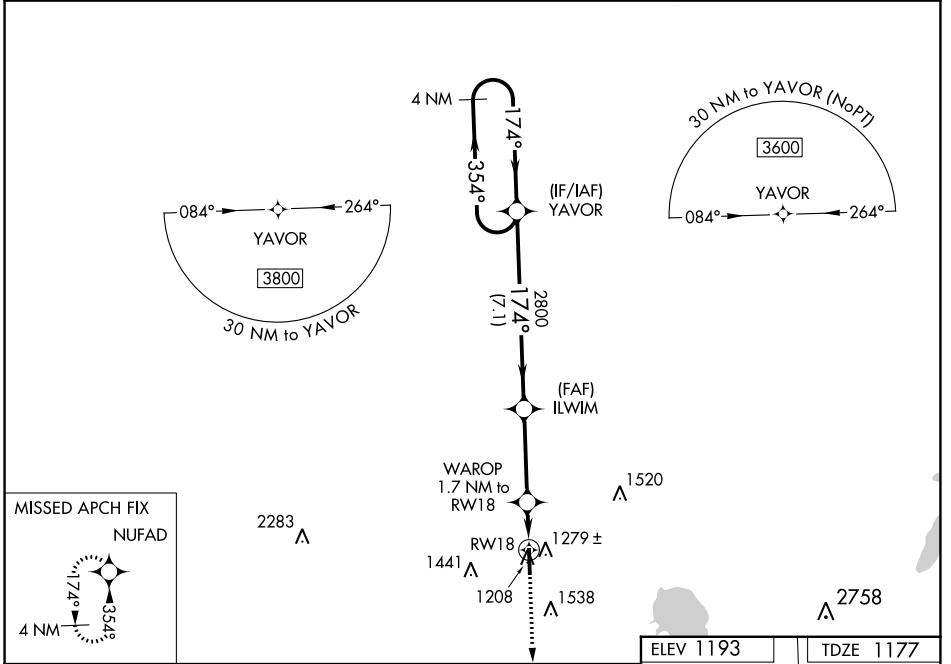 4 NM
174°
354°
(IF/IAF)
YAVOR
30 NM to YAVOR (NoPT)
3600
YAVOR
084°
264°
084°
264°
YAVOR
3800
30 NM to YAVOR
2800
174°
(7.1)
(FAF)
ILWIM
WAROP
1.7 NM to
RW18
1520
2283
RW18
1279 ±
1441
1208
1538
2758
MISSED APCH FIX
NUFAD
174°
354°
4 NM
ELEV 1193
TDZE 1177